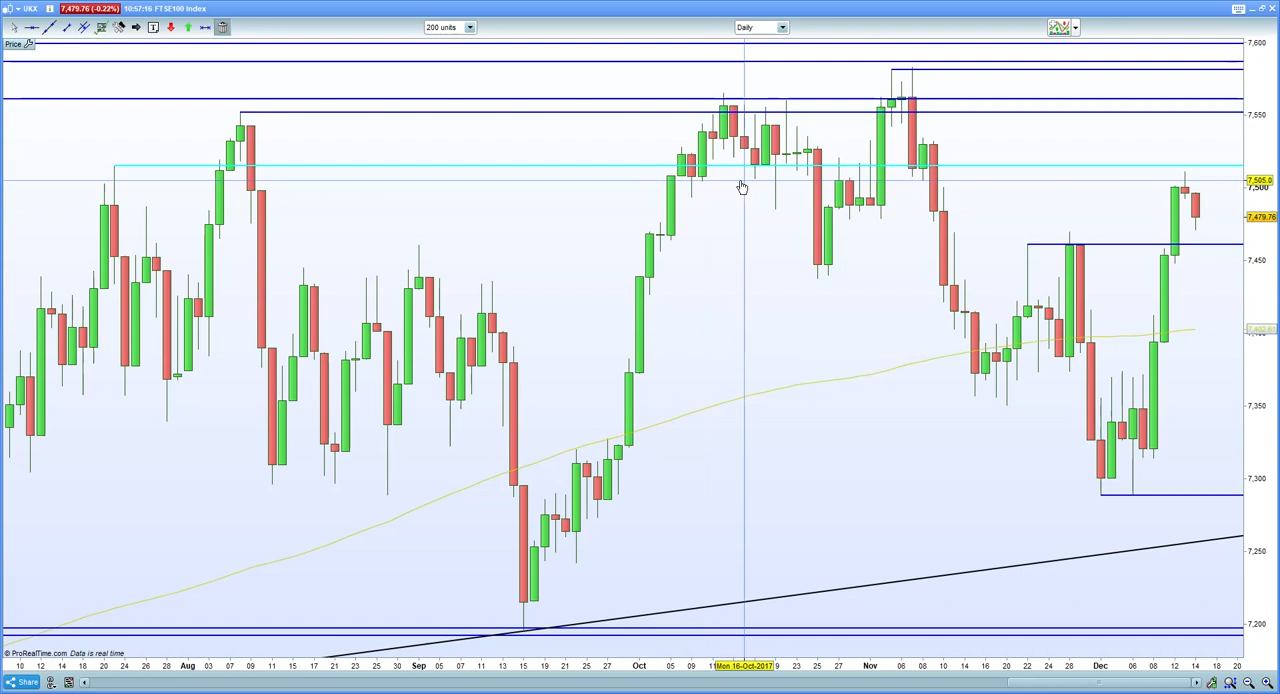 UKX 7,479.76 (-0.22%) 10:57:16 FTSE100 Index
200 units Daily
Price
7,600
7,550
7,505.0
7,500
7,479.76
7,450
7,350
7,300
7,250
7,200
© ProRealTime.com Data is real time
10 12 14 18 20 24 26 28 Aug 03 07 09 11 15 17 21 23 25 30 Sep 05 07 11 13 15 19 21 25 27 Oct 05 09 11 Mon 16-Oct-2017 9 23 25 27 Nov 06 08 10 14 16 20 22 24 28 Dec 06 08 12 14 18 20
Share